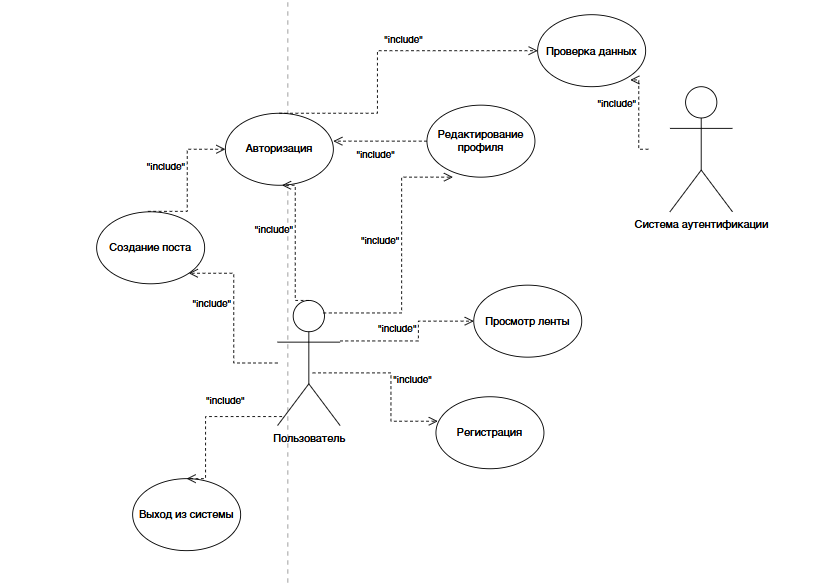 "include"
Проверка данных
"include"
Редактирование
профиля
Авторизация
"include"
"include"
Система аутентификации
"include"
"include"
Создание поста
"include"
Просмотр ленты
"include"
"include"
"include"
Регистрация
Пользователь
Выход из системы